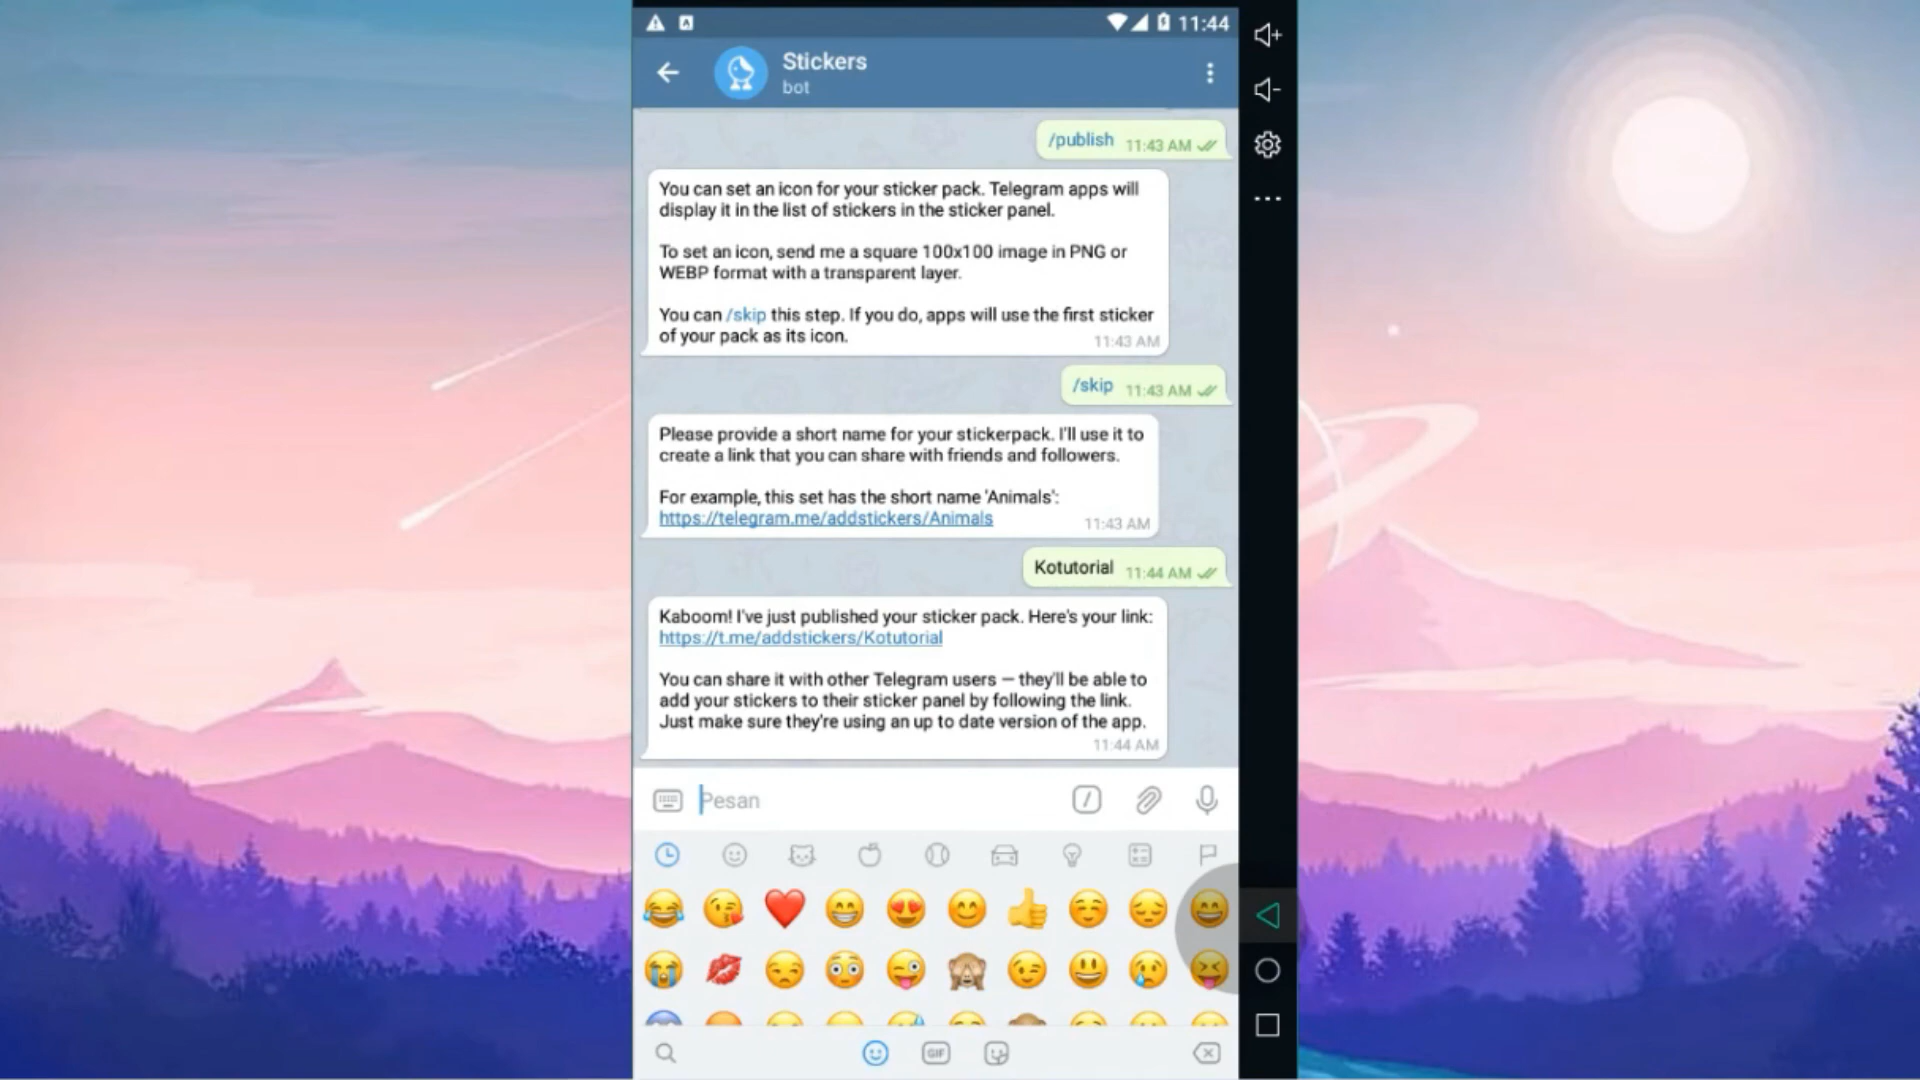 11:44
Stickers
bot
/publish 11:43 AM
You can set an icon for your sticker pack. Telegram apps will
display it in the list of stickers in the sticker panel.
To set an icon, send me a square 100x100 image in PNG or
WEBP format with a transparent layer.
You can /skip this step. If you do, apps will use the first sticker
of your pack as its icon.
11:43 AM
/skip 11:43 AM
Please provide a short name for your stickerpack. I'll use it to
create a link that you can share with friends and followers.
For example, this set has the short name 'Animals':
https://telegram.me/addstickers/Animals 11:43 AM
Kotutorial 11:44 AM
Kaboom! I've just published your sticker pack. Here's your link:
https://t.me/addstickers/Kotutorial
You can share it with other Telegram users — they'll be able to
add your stickers to their sticker panel by following the link.
Just make sure they're using an up to date version of the app.
11:44 AM
Pesan
GIF